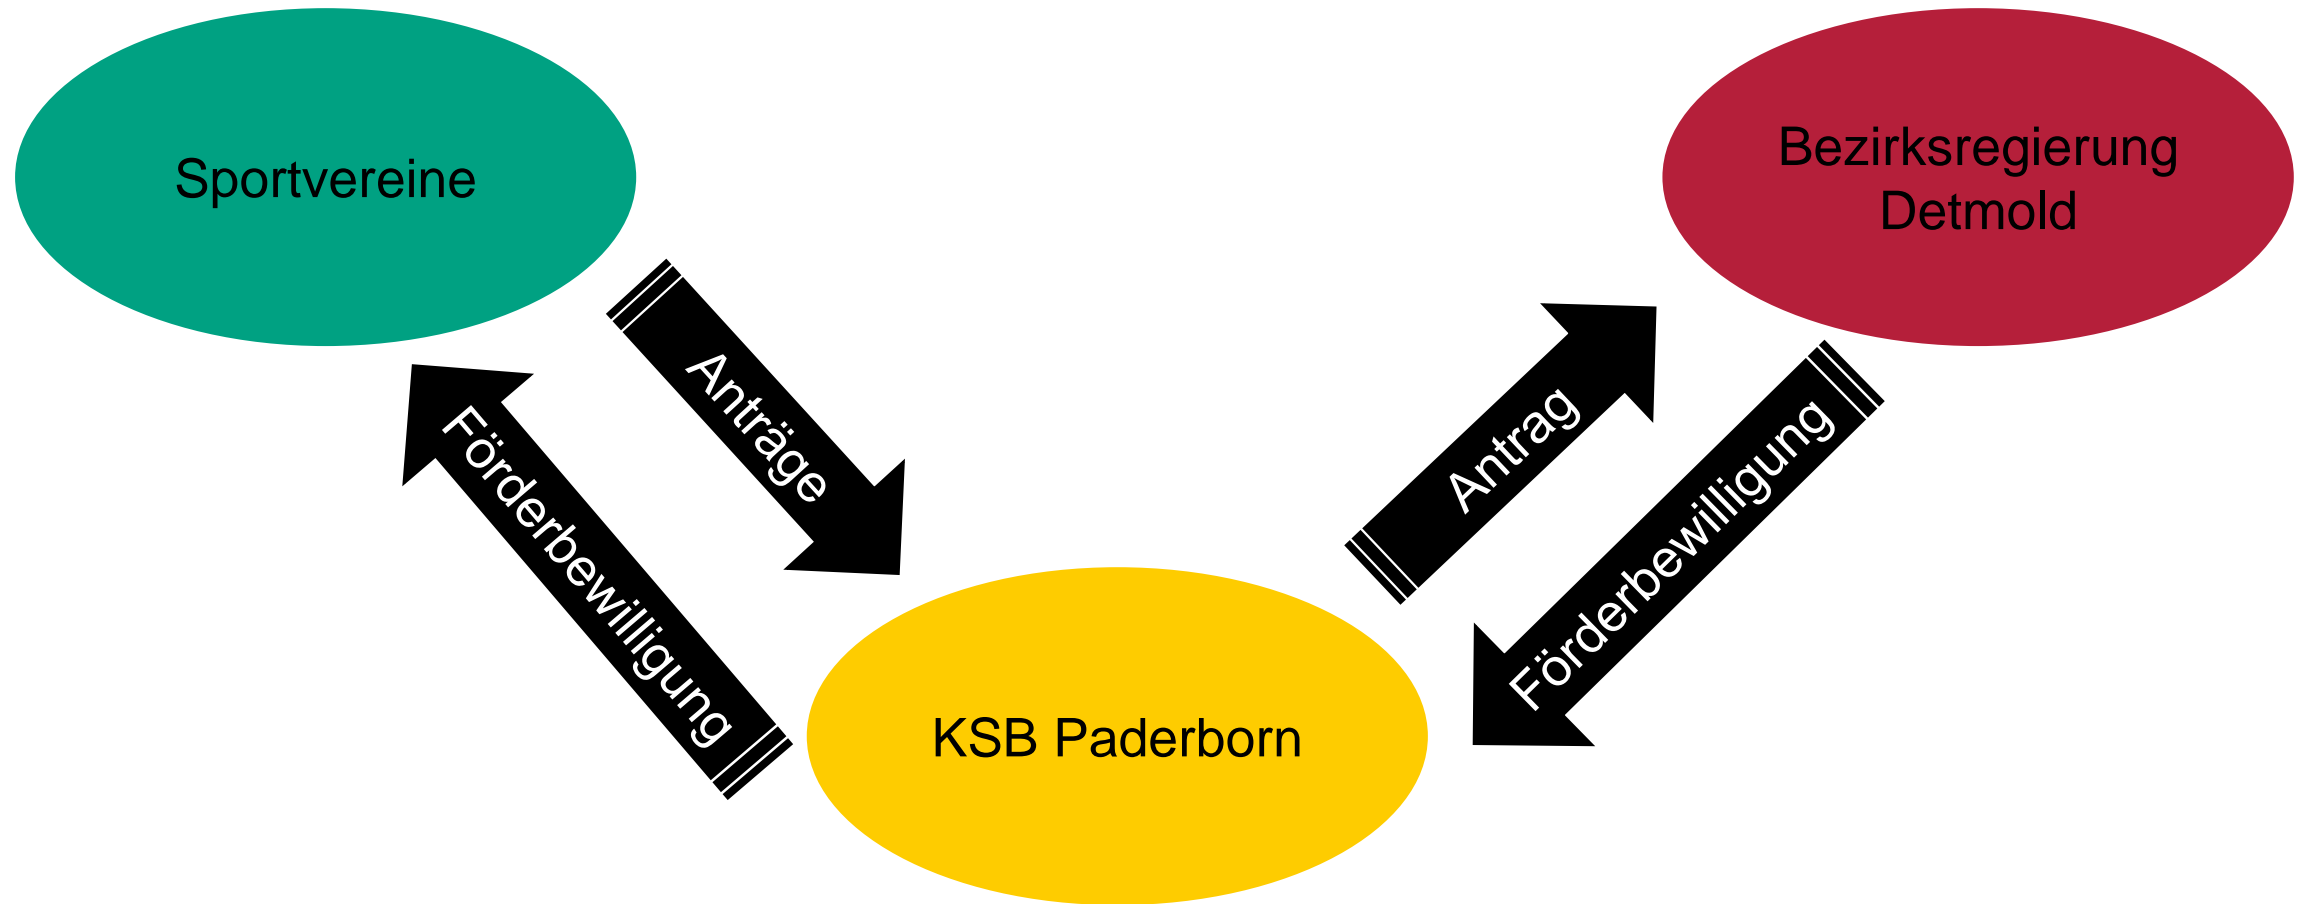 Sportvereine
Bezirksregierung
Detmold
Anträge
Antrag
Förderbewilligung
Förderbewilligung
KSB Paderborn